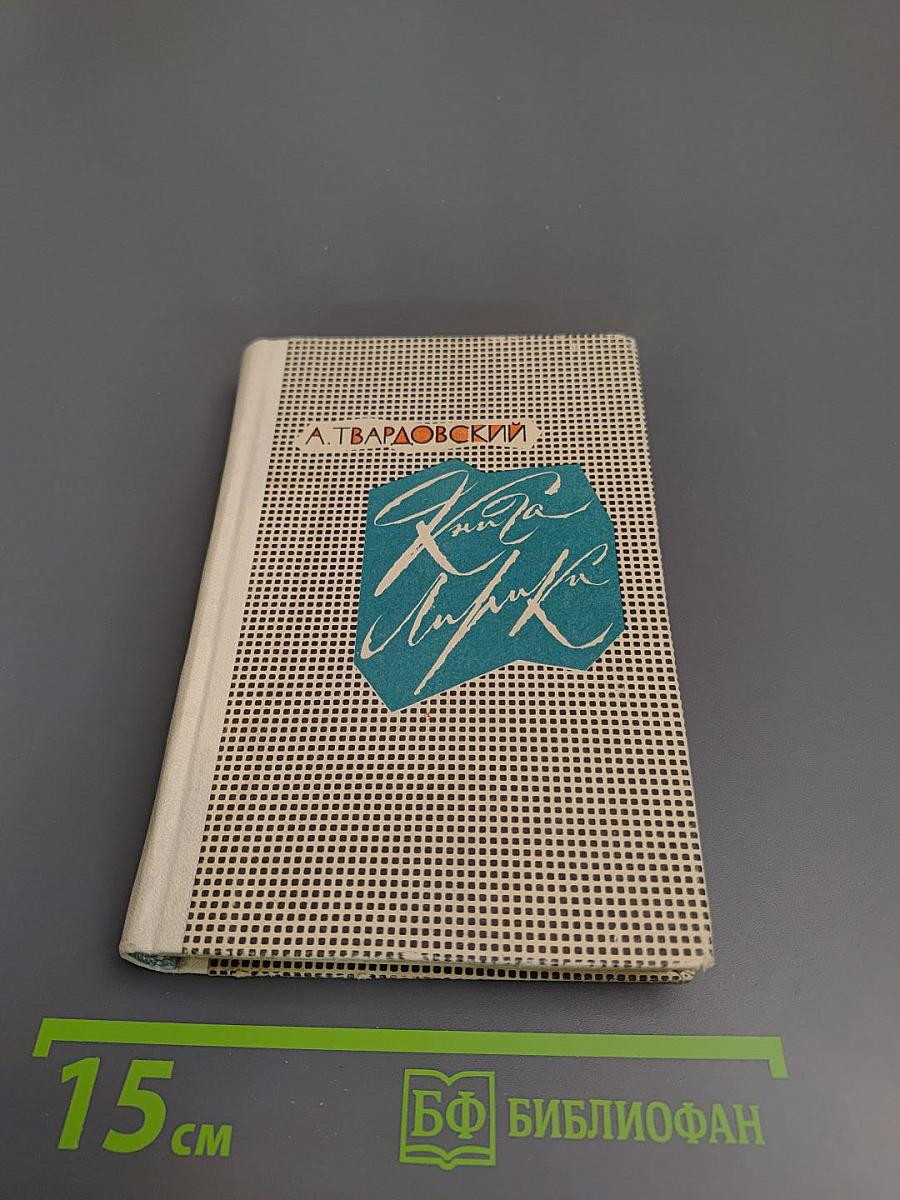 А. ТВАРДОВСКИЙ
Книга
лирики
15 см
БФ БИБЛИОФАН